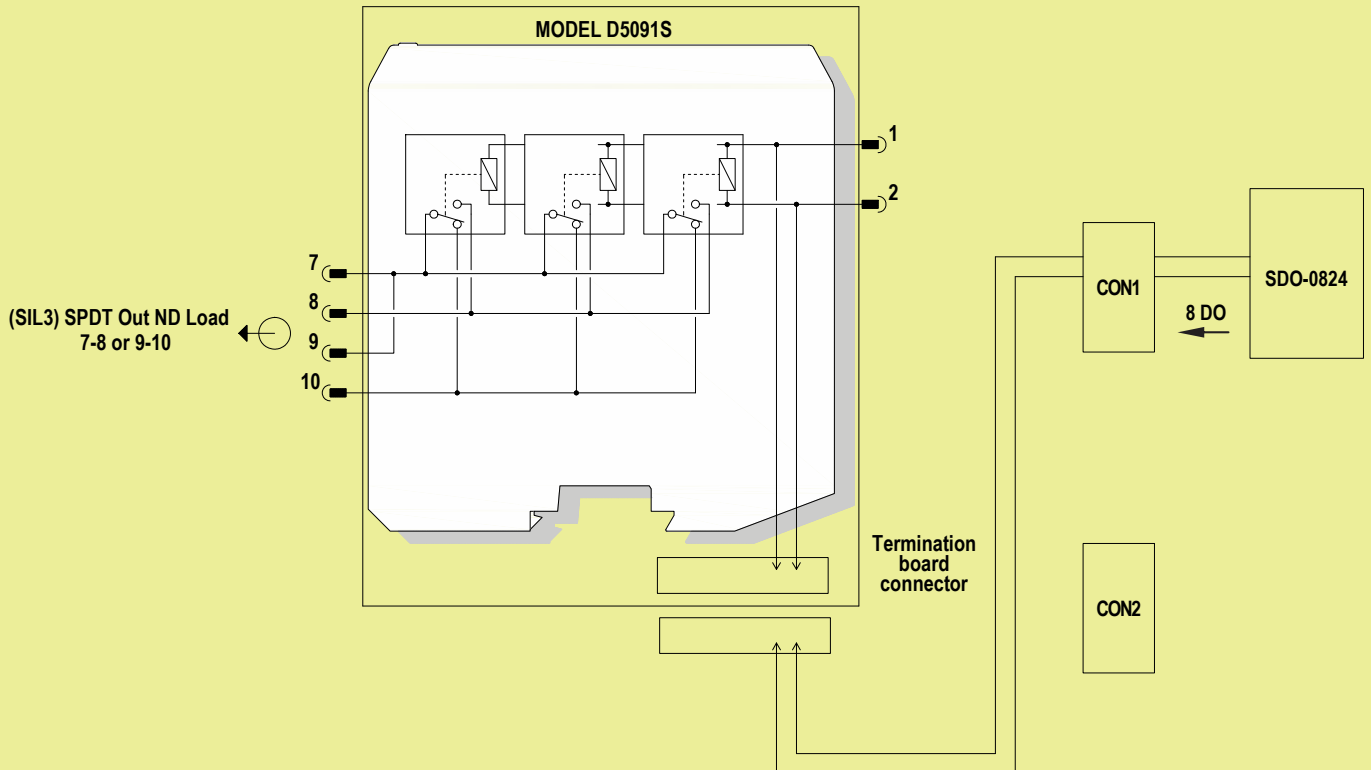 MODEL D5091S
1
2
7
8
9
10
(SIL3) SPDT Out ND Load
7-8 or 9-10
CON1
8 DO
SDO-0824
Termination
board
connector
CON2